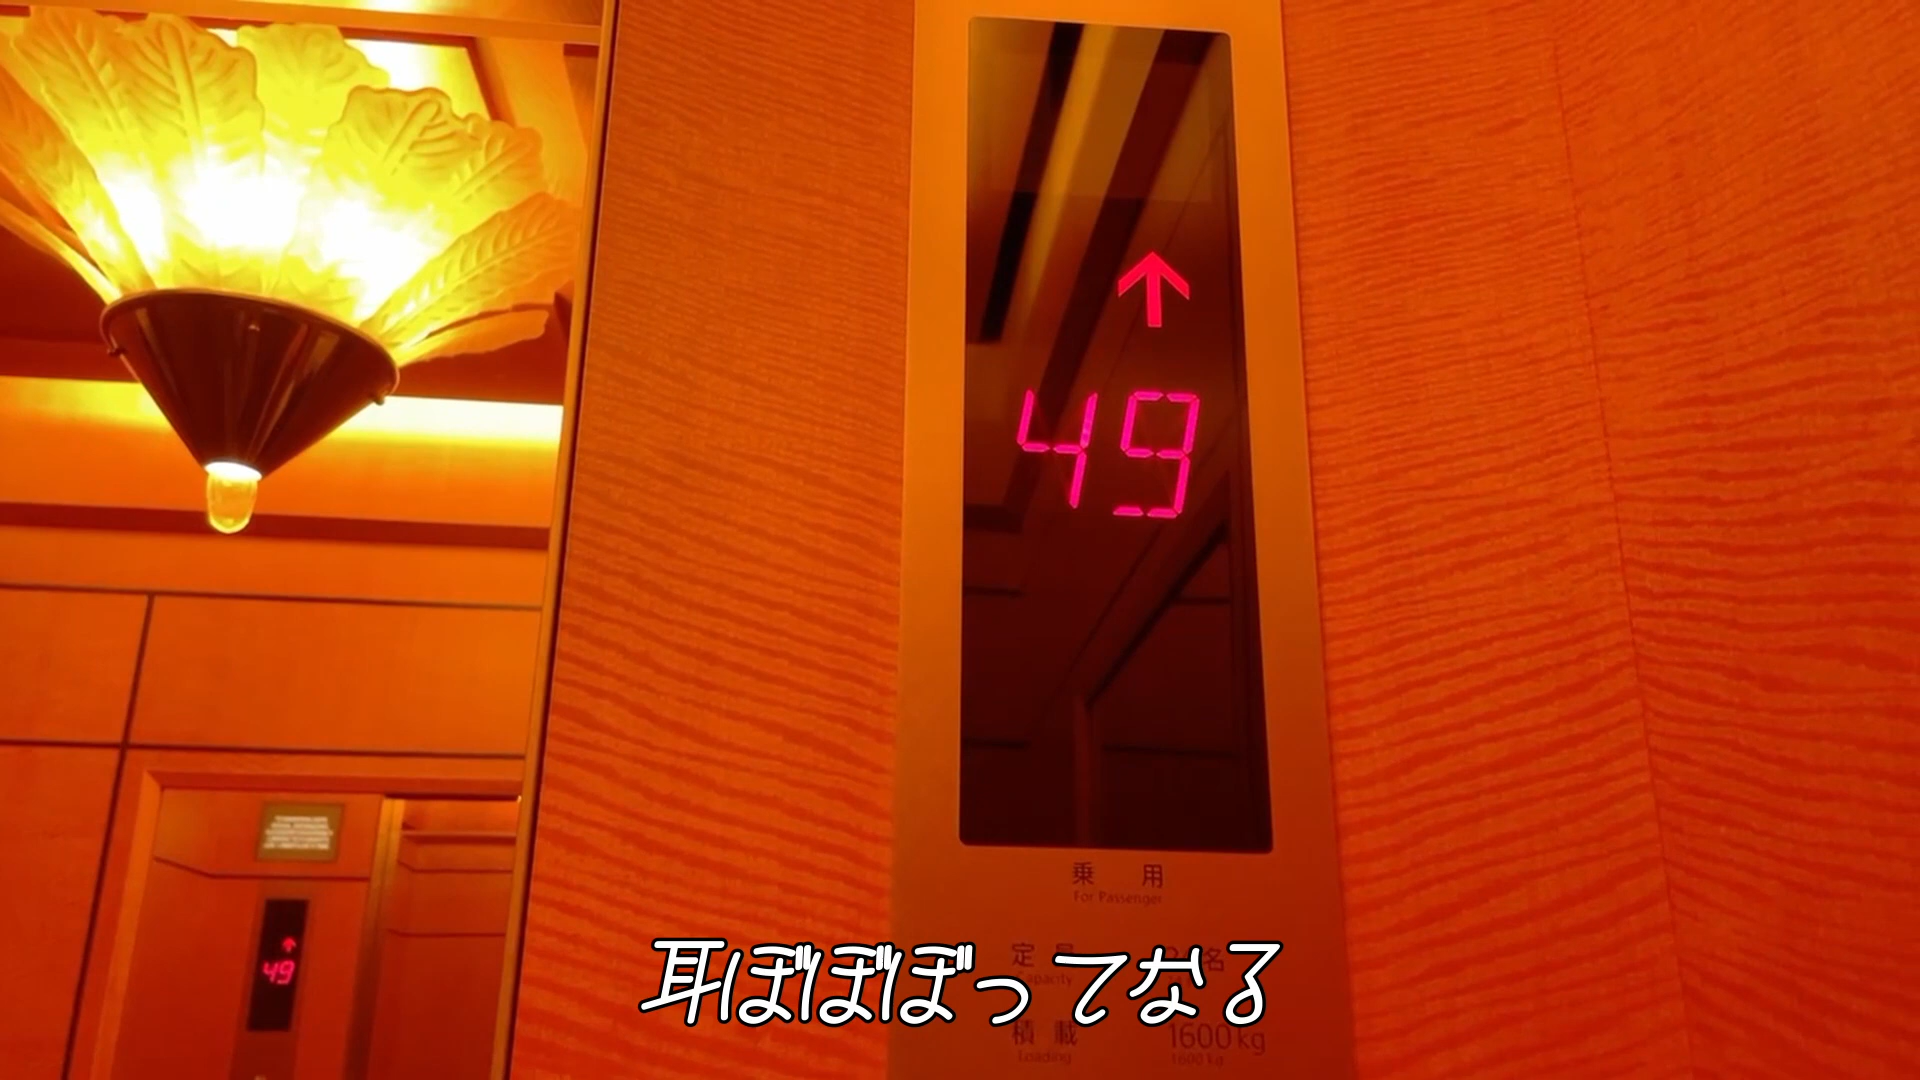 ↑
49
乗用
For Passenger
定員
Capacity
名
積載
Loading
1600kg
1600kg
49
耳ぼぼぼってなる